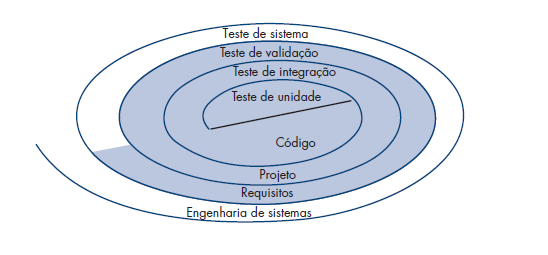 Teste de sistema
Teste de validação
Teste de integração
Teste de unidade
Código
Projeto
Requisitos
Engenharia de sistemas